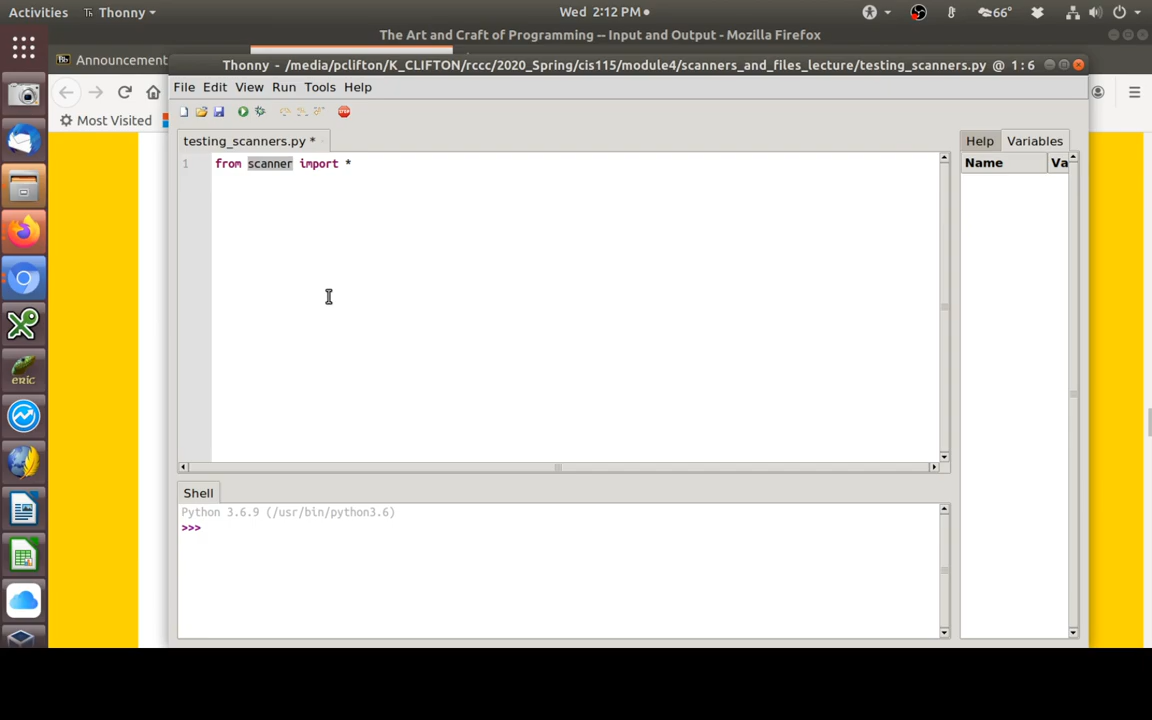 Activities Thonny Wed 2:12 PM 66°
The Art and Craft of Programming -- Input and Output - Mozilla Firefox
Announcement
Thonny - /media/pclifton/K_CLIFTON/rccc/2020_Spring/cis115/module4/scanners_and_files_lecture/testing_scanners.py @ 1:6
File Edit View Run Tools Help
Most Visited
testing_scanners.py *
Help Variables
1 from scanner import *
Name Va
eric
Shell
Python 3.6.9 (/usr/bin/python3.6)
>>>